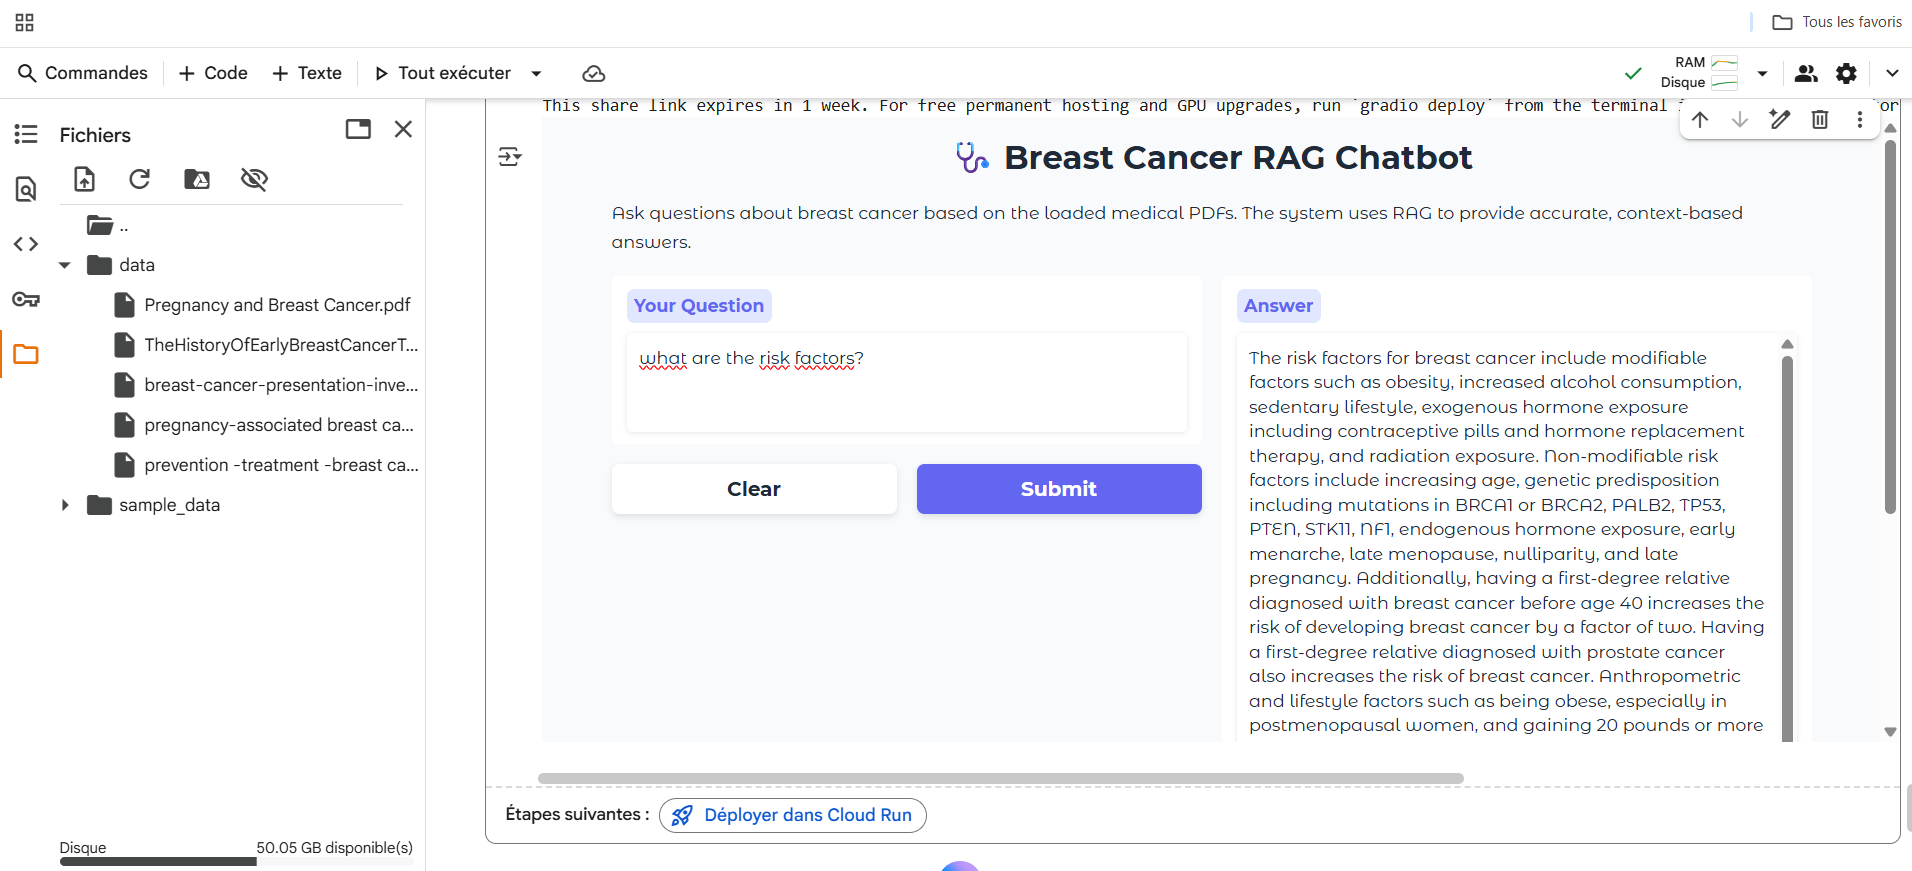 Tous les favoris
Commandes
+ Code
+ Texte
Tout exécuter
RAM
Disque
Fichiers
..
data
Pregnancy and Breast Cancer.pdf
TheHistoryOfEarlyBreastCancerT...
breast-cancer-presentation-inve...
pregnancy-associated breast ca...
prevention -treatment -breast ca...
sample_data
Disque
50.05 GB disponible(s)
This share link expires in 1 week. For free permanent hosting and GPU upgrades, run `gradio deploy` from the terminal
Breast Cancer RAG Chatbot
Ask questions about breast cancer based on the loaded medical PDFs. The system uses RAG to provide accurate, context-based
answers.
Your Question
what are the risk factors?
Clear
Submit
Answer
The risk factors for breast cancer include modifiable
factors such as obesity, increased alcohol consumption,
sedentary lifestyle, exogenous hormone exposure
including contraceptive pills and hormone replacement
therapy, and radiation exposure. Non-modifiable risk
factors include increasing age, genetic predisposition
including mutations in BRCA1 or BRCA2, PALB2, TP53,
PTEN, STK11, NF1, endogenous hormone exposure, early
menarche, late menopause, nulliparity, and late
pregnancy. Additionally, having a first-degree relative
diagnosed with breast cancer before age 40 increases the
risk of developing breast cancer by a factor of two. Having
a first-degree relative diagnosed with prostate cancer
also increases the risk of breast cancer. Anthropometric
and lifestyle factors such as being obese, especially in
postmenopausal women, and gaining 20 pounds or more
Étapes suivantes :
Déployer dans Cloud Run